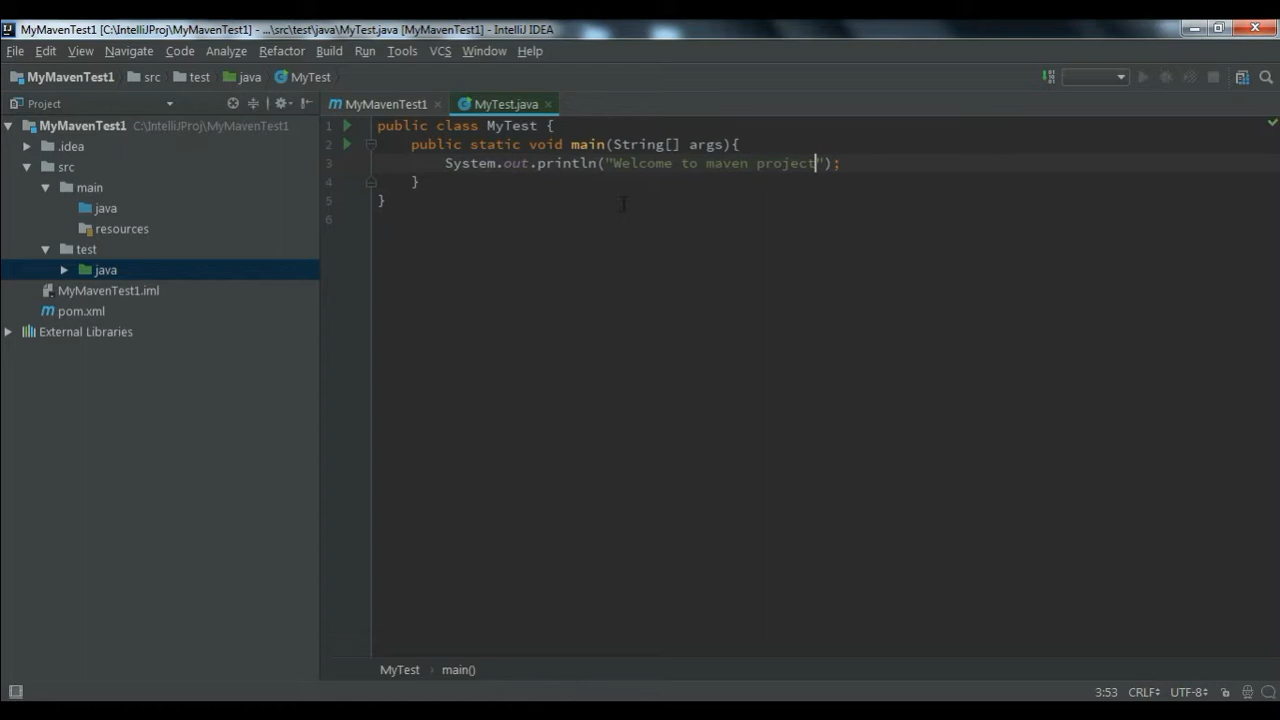 MyMavenTest1 [C:\IntelliJProj\MyMavenTest1] - ...\src\test\java\MyTest.java [MyMavenTest1] - IntelliJ IDEA
File Edit View Navigate Code Analyze Refactor Build Run Tools VCS Window Help
MyMavenTest1 src test java MyTest
Project
MyMavenTest1 MyTest.java
MyMavenTest1 C:\IntelliJProj\MyMavenTest1
.idea
src
main
java
resources
test
java
MyMavenTest1.iml
pom.xml
External Libraries
1 public class MyTest {
2 public static void main(String[] args){
3 System.out.println("Welcome to maven project");
4 }
5 }
6
MyTest main()
3:53 CRLF UTF-8